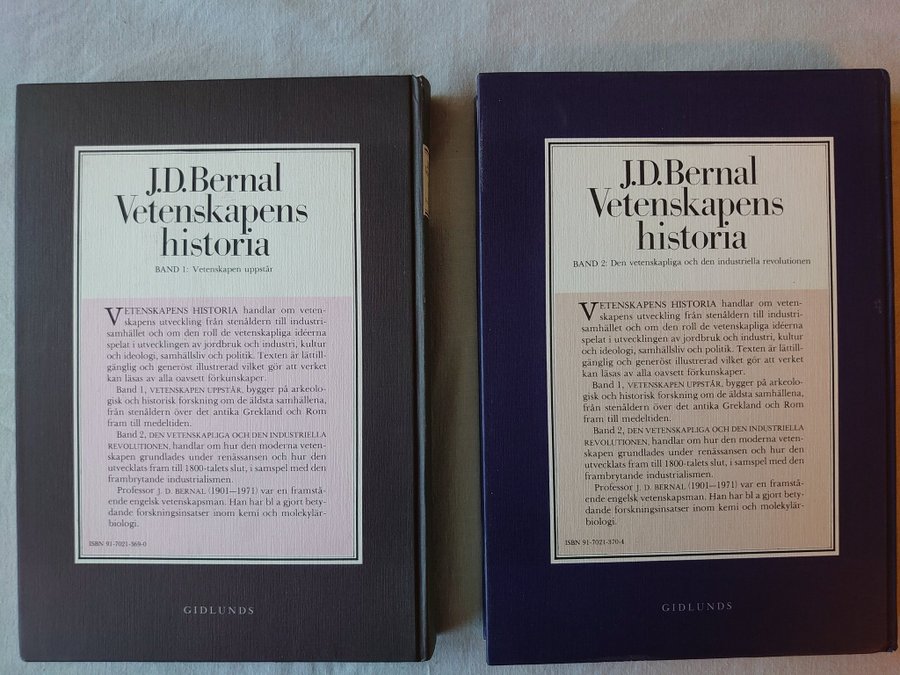 J.D.Bernal
Vetenskapens
historia
BAND 1: Vetenskapen uppstår
VETENSKAPENS HISTORIA handlar om veten-
skapens utveckling från stenåldern till industri-
samhället och om den roll de vetenskapliga ideerna
spelat i utvecklingen av jordbruk och industri, kultur
och ideologi, samhällsliv och politik. Texten är lättill-
gänglig och generöst illustrerad vilket gör att verket
kan läsas av alla oavsett förkunskaper.
Band 1, VETENSKAPEN UPPSTÅR, bygger på arkeolo-
gisk och historisk forskning om de äldsta samhällena,
från stenåldern över det antika Grekland och Rom
fram till medeltiden.
Band 2, DEN VETENSKAPLIGA OCH DEN INDUSTRIELLA
REVOLUTIONEN, handlar om hur den moderna veten-
skapen grundlades under renässansen och hur den
utvecklats fram till 1800-talets slut, i samspel med den
frambrytande industrialismen.
Professor J. D. BERNAL (1901—1971) var en framstå-
ende engelsk vetenskapsman. Han har bl a gjort bety-
dande forskningsinsatser inom kemi och molekylär-
biologi.
ISBN 91-7021-369-0
GIDLUNDS
J.D.Bernal
Vetenskapens
historia
BAND 2: Den vetenskapliga och den industriella revolutionen
VETENSKAPENS HISTORIA handlar om veten-
skapens utveckling från stenåldern till industri-
samhället och om den roll de vetenskapliga ideerna
spelat i utvecklingen av jordbruk och industri, kultur
och ideologi, samhällsliv och politik. Texten är lättill-
gänglig och generöst illustrerad vilket gör att verket
kan läsas av alla oavsett förkunskaper.
Band 1, VETENSKAPEN UPPSTÅR, bygger på arkeolo-
gisk och historisk forskning om de äldsta samhällena,
från stenåldern över det antika Grekland och Rom
fram till medeltiden.
Band 2, DEN VETENSKAPLIGA OCH DEN INDUSTRIELLA
REVOLUTIONEN, handlar om hur den moderna veten-
skapen grundlades under renässansen och hur den
utvecklats fram till 1800-talets slut, i samspel med den
frambrytande industrialismen.
Professor J. D. BERNAL (1901—1971) var en framstå-
ende engelsk vetenskapsman. Han har bl a gjort bety-
dande forskningsinsatser inom kemi och molekylär-
biologi.
ISBN 91-7021-370-4
GIDLUNDS